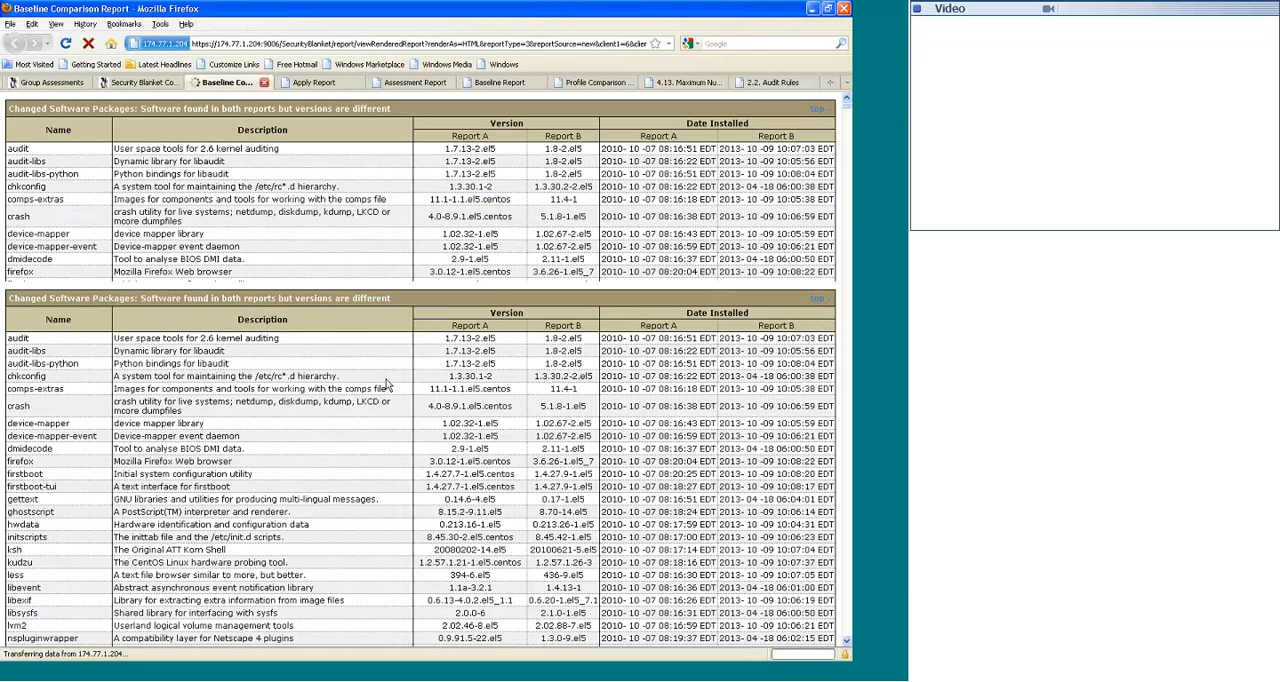 Baseline Comparison Report - Mozilla Firefox
Video
File Edit View History Bookmarks Tools Help
174.77.1.204 https://174.77.1.204:9006/SecurityBlanket/report/viewRenderedReport?renderAs=HTML&reportType=3&reportSource=new&client1=6&clier
Google
Most Visited Getting Started Latest Headlines Customize Links Free Hotmail Windows Marketplace Windows Media Windows
Group Assessments Security Blanket Co... Baseline Co... Apply Report Assessment Report Baseline Report Profile Comparison ... 4.13. Maximum Nu... 2.2. Audit Rules
Changed Software Packages: Software found in both reports but versions are different top
Name Description Version Date Installed
Report A Report B Report A Report B
audit User space tools for 2.6 kernel auditing 1.7.13-2.el5 1.8-2.el5 2010- 10 -07 08:16:51 EDT 2013- 10 -09 10:07:03 EDT
audit-libs Dynamic library for libaudit 1.7.13-2.el5 1.8-2.el5 2010- 10 -07 08:16:22 EDT 2013- 10 -09 10:05:56 EDT
audit-libs-python Python bindings for libaudit 1.7.13-2.el5 1.8-2.el5 2010- 10 -07 08:16:51 EDT 2013- 10 -09 10:08:04 EDT
chkconfig A system tool for maintaining the /etc/rc*.d hierarchy. 1.3.30.1-2 1.3.30.2-2.el5 2010- 10 -07 08:16:22 EDT 2013- 04 -18 06:00:38 EDT
comps-extras Images for components and tools for working with the comps file 11.1-1.1.el5.centos 11.4-1 2010- 10 -07 08:16:18 EDT 2013- 10 -09 10:05:38 EDT
crash crash utility for live systems; netdump, diskdump, kdump, LKCD or mcore dumpfiles 4.0-8.9.1.el5.centos 5.1.8-1.el5 2010- 10 -07 08:16:38 EDT 2013- 10 -09 10:06:59 EDT
device-mapper device mapper library 1.02.32-1.el5 1.02.67-2.el5 2010- 10 -07 08:16:43 EDT 2013- 10 -09 10:05:59 EDT
device-mapper-event Device-mapper event daemon 1.02.32-1.el5 1.02.67-2.el5 2010- 10 -07 08:16:44 EDT 2013- 10 -09 10:06:21 EDT
dmidecode Tool to analyse BIOS DMI data. 2.9-1.el5 2.11-1.el5 2010- 10 -07 08:16:37 EDT 2013- 04 -18 06:00:46 EDT
firefox Mozilla Firefox Web browser 3.0.12-1.el5.centos 3.6.26-1.el5_7 2010- 10 -07 08:20:04 EDT 2013- 10 -09 10:08:22 EDT
Changed Software Packages: Software found in both reports but versions are different top
Name Description Version Date Installed
Report A Report B Report A Report B
audit User space tools for 2.6 kernel auditing 1.7.13-2.el5 1.8-2.el5 2010- 10 -07 08:16:51 EDT 2013- 10 -09 10:07:03 EDT
audit-libs Dynamic library for libaudit 1.7.13-2.el5 1.8-2.el5 2010- 10 -07 08:16:22 EDT 2013- 10 -09 10:05:56 EDT
audit-libs-python Python bindings for libaudit 1.7.13-2.el5 1.8-2.el5 2010- 10 -07 08:16:51 EDT 2013- 10 -09 10:08:04 EDT
chkconfig A system tool for maintaining the /etc/rc*.d hierarchy. 1.3.30.1-2 1.3.30.2-2.el5 2010- 10 -07 08:16:22 EDT 2013- 04 -18 06:00:38 EDT
comps-extras Images for components and tools for working with the comps file 11.1-1.1.el5.centos 11.4-1 2010- 10 -07 08:16:18 EDT 2013- 10 -09 10:05:38 EDT
crash crash utility for live systems; netdump, diskdump, kdump, LKCD or mcore dumpfiles 4.0-8.9.1.el5.centos 5.1.8-1.el5 2010- 10 -07 08:16:38 EDT 2013- 10 -09 10:06:59 EDT
device-mapper device mapper library 1.02.32-1.el5 1.02.67-2.el5 2010- 10 -07 08:16:43 EDT 2013- 10 -09 10:05:59 EDT
device-mapper-event Device-mapper event daemon 1.02.32-1.el5 1.02.67-2.el5 2010- 10 -07 08:16:44 EDT 2013- 10 -09 10:06:21 EDT
dmidecode Tool to analyse BIOS DMI data. 2.9-1.el5 2.11-1.el5 2010- 10 -07 08:16:37 EDT 2013- 04 -18 06:00:46 EDT
firefox Mozilla Firefox Web browser 3.0.12-1.el5.centos 3.6.26-1.el5_7 2010- 10 -07 08:20:04 EDT 2013- 10 -09 10:08:22 EDT
firstboot Initial system configuration utility 1.4.27.7-1.el5.centos 1.4.27.9-1.el5 2010- 10 -07 08:20:25 EDT 2013- 10 -09 10:08:20 EDT
firstboot-tui A text interface for firstboot 1.4.27.7-1.el5.centos 1.4.27.9-1.el5 2010- 10 -07 08:18:27 EDT 2013- 10 -09 10:08:17 EDT
gettext GNU libraries and utilities for producing multi-lingual messages. 0.14.6-4.el5 0.17-1.el5 2010- 10 -07 08:16:51 EDT 2013- 04 -18 06:04:01 EDT
ghostscript A PostScript(TM) interpreter and renderer. 8.15.2-9.11.el5 8.70-14.el5 2010- 10 -07 08:18:24 EDT 2013- 10 -09 10:07:14 EDT
hwdata Hardware identification and configuration data 0.213.16-1.el5 0.213.26-1.el5 2010- 10 -07 08:17:59 EDT 2013- 10 -09 10:04:31 EDT
initscripts The inittab file and the /etc/init.d scripts. 8.45.30-2.el5.centos 8.45.42-1.el5 2010- 10 -07 08:17:00 EDT 2013- 10 -09 10:06:23 EDT
ksh The Original ATT Korn Shell 20080202-14.el5 20100621-5.el5 2010- 10 -07 08:17:14 EDT 2013- 10 -09 10:07:04 EDT
kudzu The CentOS Linux hardware probing tool. 1.2.57.1.21-1.el5.centos 1.2.57.1.26-3 2010- 10 -07 08:18:16 EDT 2013- 10 -09 10:07:37 EDT
less A text file browser similar to more, but better. 394-6.el5 436-9.el5 2010- 10 -07 08:16:30 EDT 2013- 10 -09 10:07:05 EDT
libevent Abstract asynchronous event notification library 1.1a-3.2.1 1.4.13-1 2010- 10 -07 08:16:36 EDT 2013- 04 -18 06:01:00 EDT
libexif Library for extracting extra information from image files 0.6.13-4.0.2.el5_1.1 0.6.20-1.el5_7.1 2010- 10 -07 08:16:26 EDT 2013- 10 -09 10:06:19 EDT
libsysfs Shared library for interfacing with sysfs 2.0.0-6 2.1.0-1.el5 2010- 10 -07 08:16:31 EDT 2013- 04 -18 06:00:50 EDT
lvm2 Userland logical volume management tools 2.02.46-8.el5 2.02.88-7.el5 2010- 10 -07 08:16:44 EDT 2013- 10 -09 10:06:21 EDT
nspluginwrapper A compatibility layer for Netscape 4 plugins 0.9.91.5-22.el5 1.3.0-9.el5 2010- 10 -07 08:19:37 EDT 2013- 04 -18 06:02:15 EDT
Transferring data from 174.77.1.204...